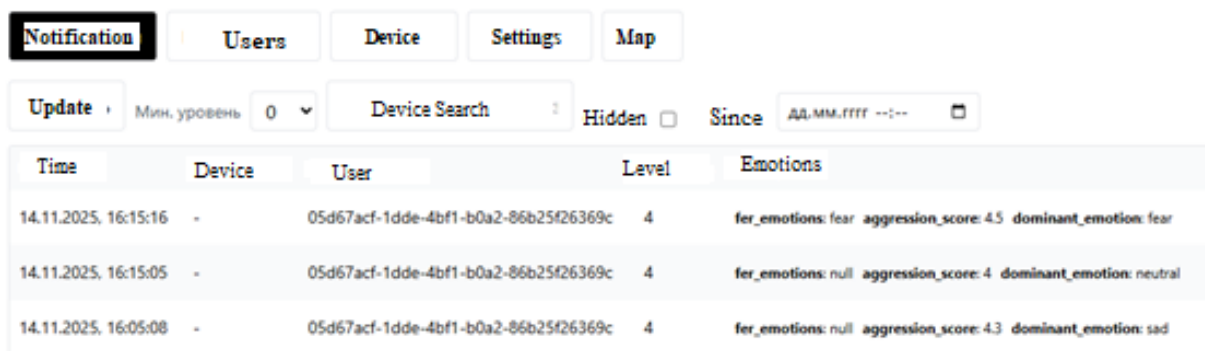 Notification Users Device Settings Map
Update Мин. уровень 0 Device Search Hidden Since дд.мм.гггг --:--
Time Device User Level Emotions
14.11.2025, 16:15:16 - 05d67acf-1dde-4bf1-b0a2-86b25f26369c 4 fer_emotions: fear aggression_score: 4.5 dominant_emotion: fear
14.11.2025, 16:15:05 - 05d67acf-1dde-4bf1-b0a2-86b25f26369c 4 fer_emotions: null aggression_score: 4 dominant_emotion: neutral
14.11.2025, 16:05:08 - 05d67acf-1dde-4bf1-b0a2-86b25f26369c 4 fer_emotions: null aggression_score: 4.3 dominant_emotion: sad